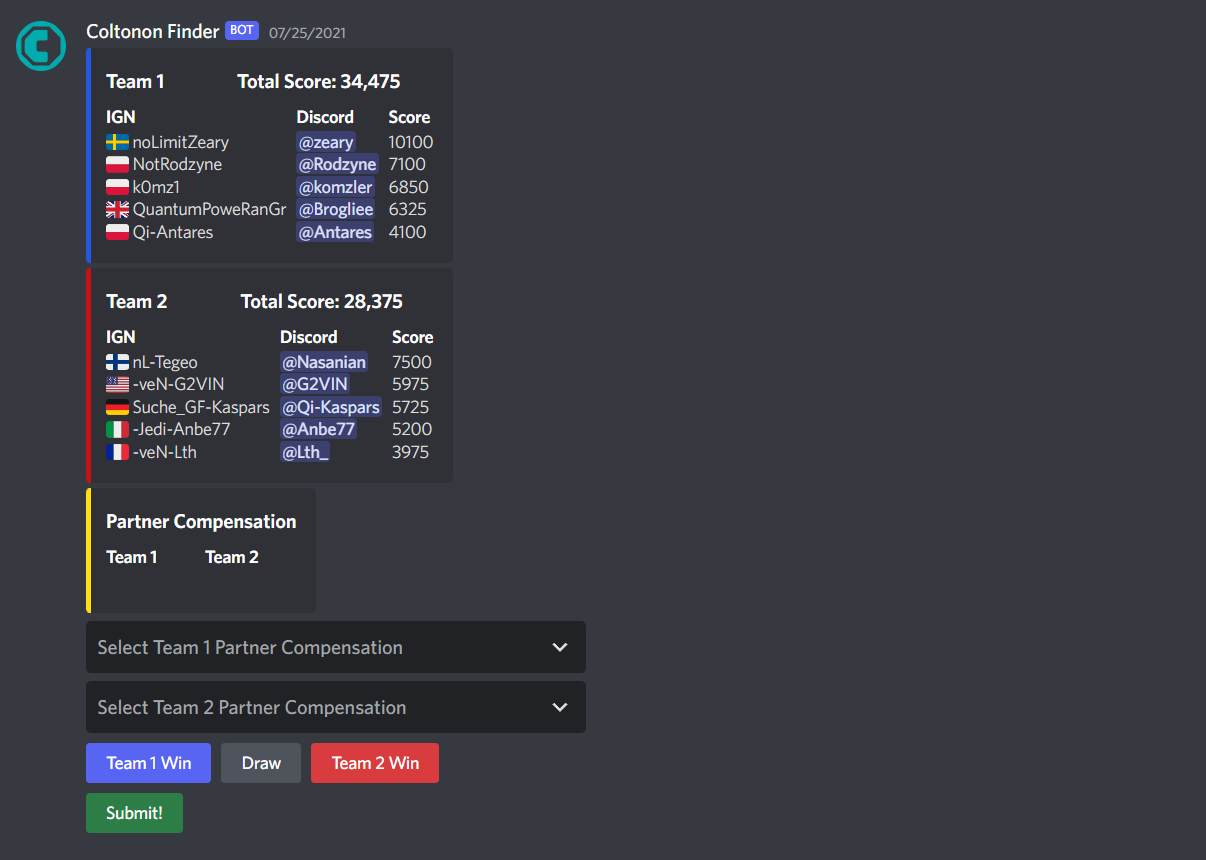 Coltonon Finder BOT 07/25/2021
Team 1 Total Score: 34,475
IGN Discord Score
noLimitZeary @zeary 10100
NotRodzyne @Rodzyne 7100
k0mz1 @komzler 6850
QuantumPoweRanGr @Brogliee 6325
Qi-Antares @Antares 4100
Team 2 Total Score: 28,375
IGN Discord Score
nL-Tegeo @Nasanian 7500
-veN-G2VIN @G2VIN 5975
Suche_GF-Kaspars @Qi-Kaspars 5725
-Jedi-Anbe77 @Anbe77 5200
-veN-Lth @Lth_ 3975
Partner Compensation
Team 1 Team 2
Select Team 1 Partner Compensation
Select Team 2 Partner Compensation
Team 1 Win Draw Team 2 Win
Submit!